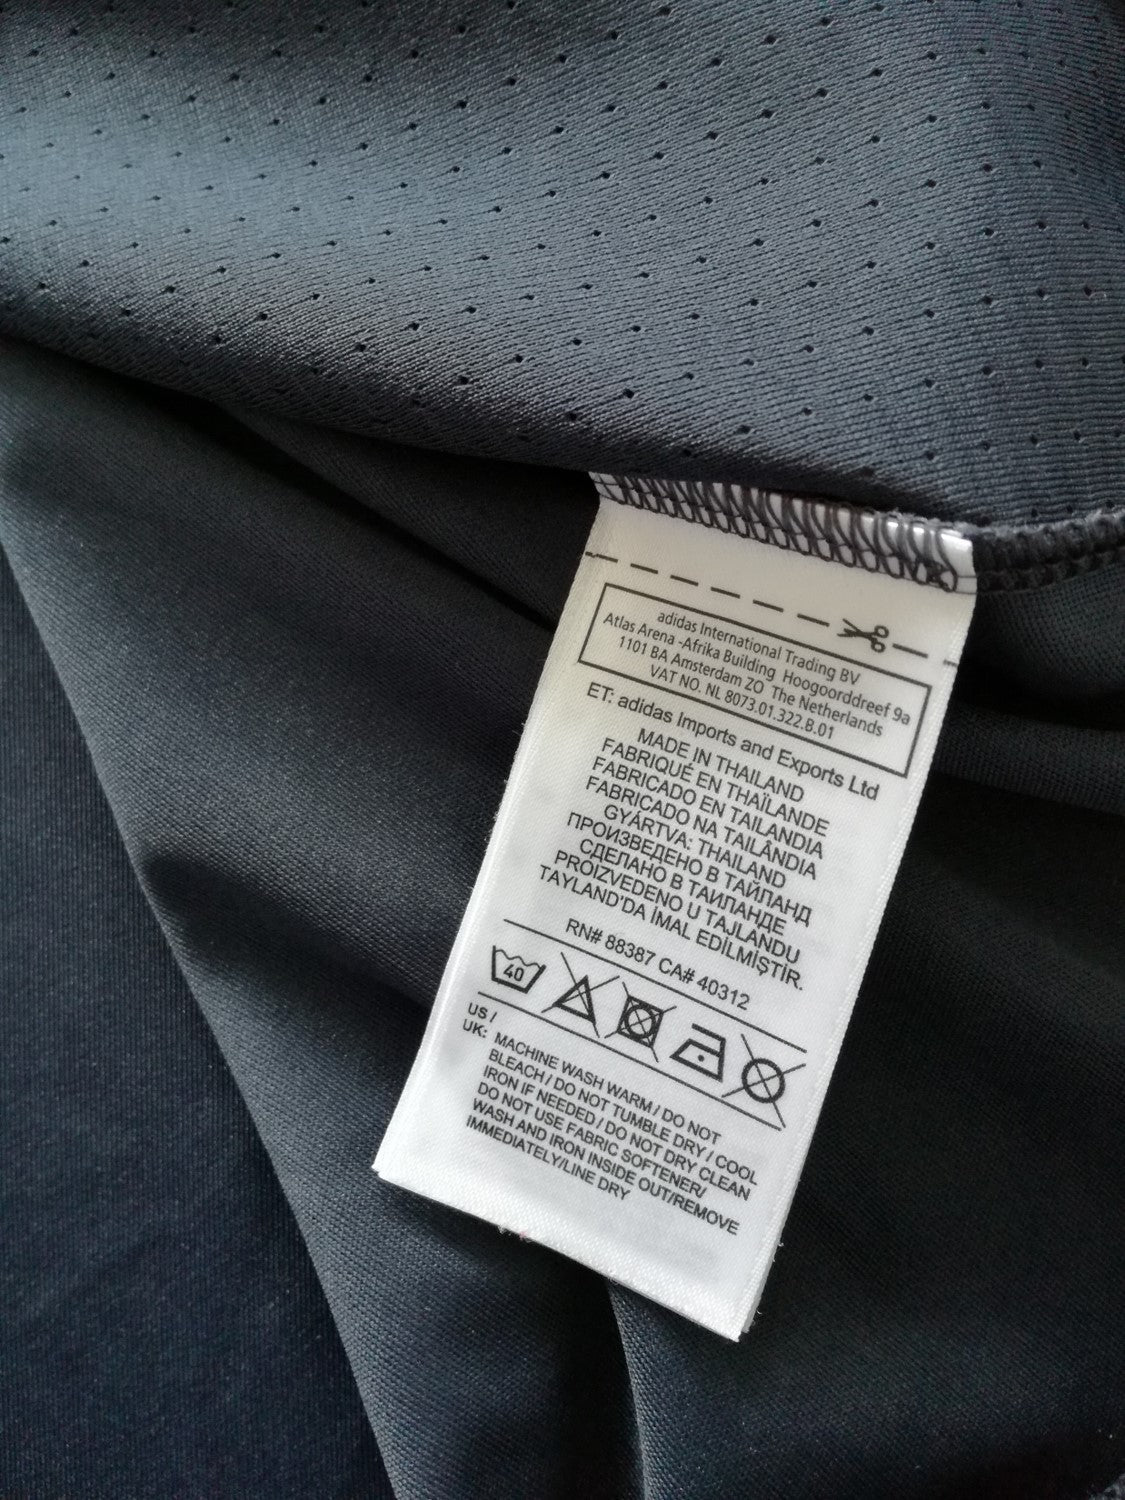 adidas International Trading BV
Atlas Arena -Afrika Building Hoogoorddreef 9a
1101 BA Amsterdam ZO The Netherlands
VAT NO. NL 8073.01.322.B.01
ET: adidas Imports and Exports Ltd
MADE IN THAILAND
FABRIQUÉ EN THAÏLANDE
FABRICADO EN TAILANDIA
FABRICADO NA TAILÂNDIA
GYÁRTVA: THAILAND
ПРОИЗВЕДЕНО В ТАЙЛАНД
СДЕЛАНО В ТАИЛАНДЕ
PROIZVEDENO U TAJLANDU
TAYLAND'DA İMAL EDİLMİŞTİR.
RN# 88387 CA# 40312
40
US /
UK: MACHINE WASH WARM / DO NOT
BLEACH / DO NOT TUMBLE DRY / COOL
IRON IF NEEDED / DO NOT DRY CLEAN
DO NOT USE FABRIC SOFTENER/
WASH AND IRON INSIDE OUT/REMOVE
IMMEDIATELY/LINE DRY